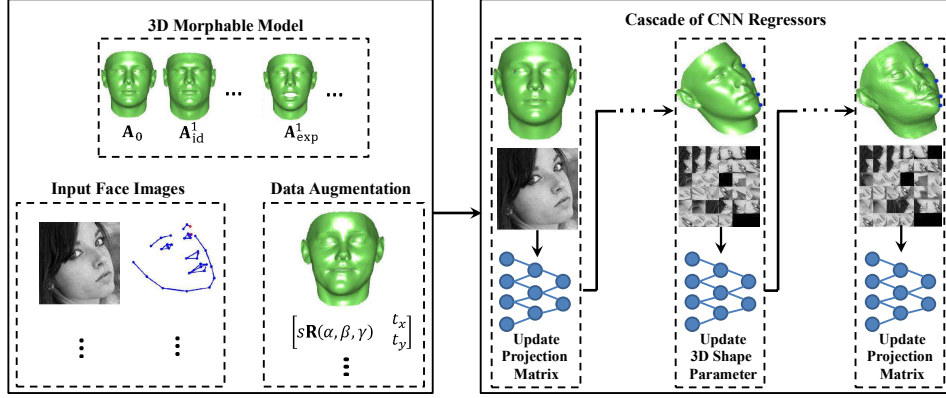 3D Morphable Model
A₀ A¹id ... A¹exp ...
Input Face Images
Data Augmentation
[sR(α, β, γ) tx
ty]
Cascade of CNN Regressors
Update
Projection
Matrix
Update
3D Shape
Parameter
Update
Projection
Matrix